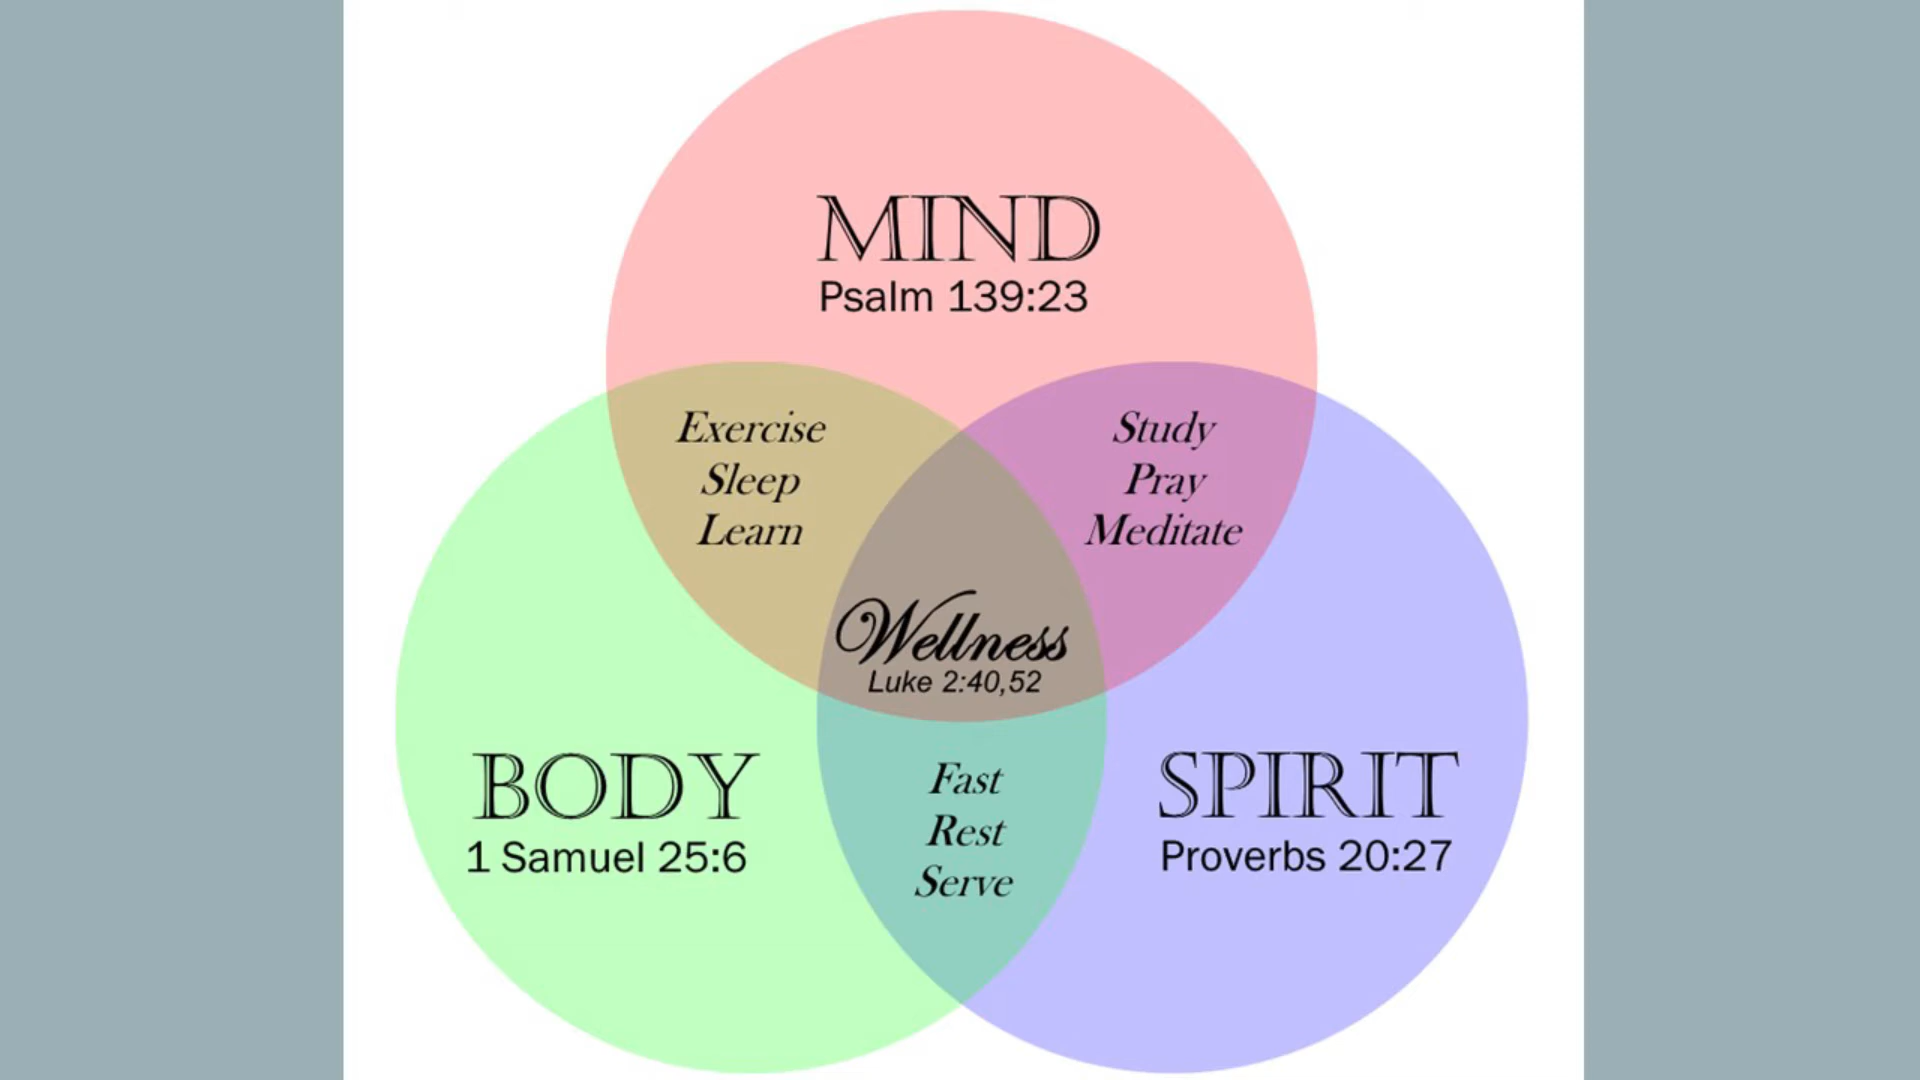 MIND
Psalm 139:23
Exercise
Sleep
Learn
Study
Pray
Meditate
Wellness
Luke 2:40,52
BODY
1 Samuel 25:6
Fast
Rest
Serve
SPIRIT
Proverbs 20:27